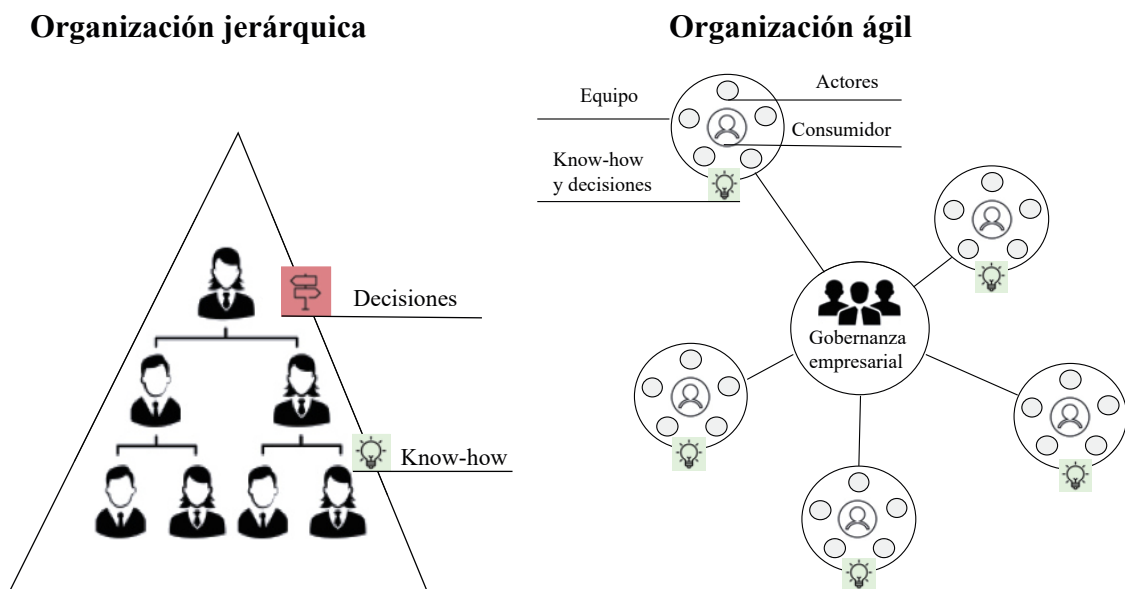 Organización jerárquica
Organización ágil
Equipo
Actores
Consumidor
Know-how
y decisiones
Decisiones
Know-how
Gobernanza
empresarial